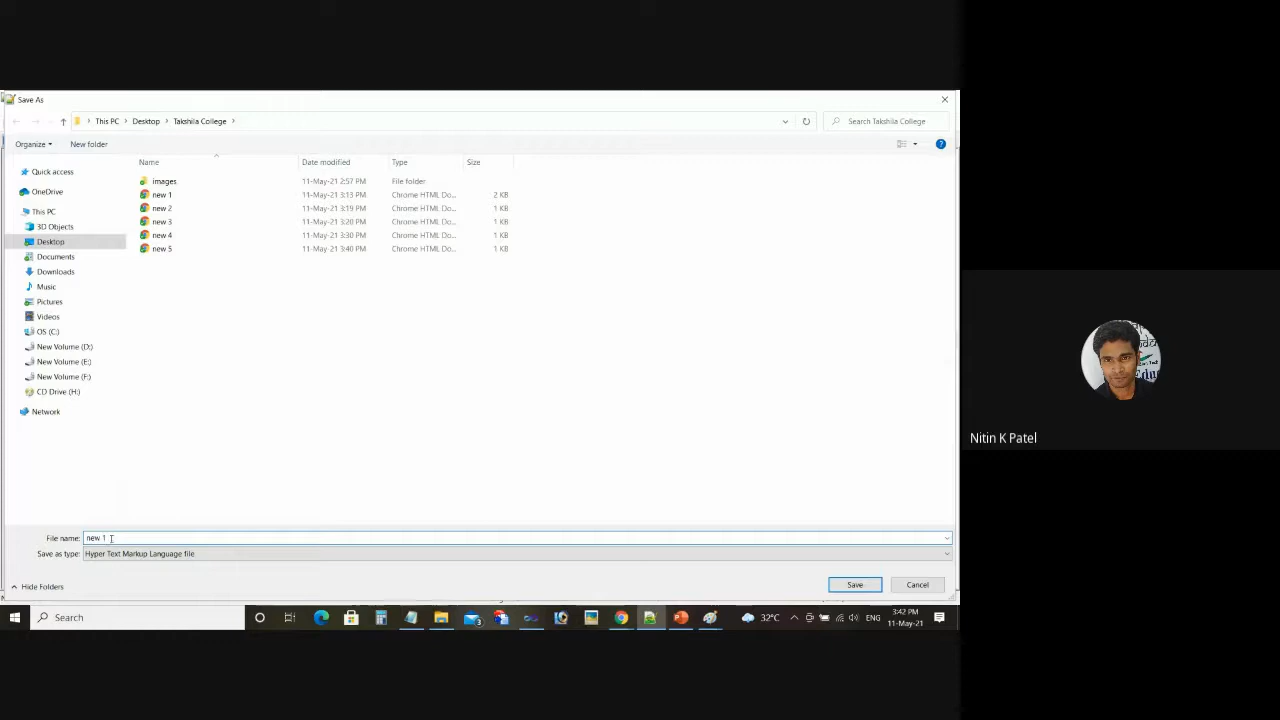 Save As
This PC > Desktop > Takshila College >
Search Takshila College
Organize
New folder
Name Date modified Type Size
images 11-May-21 2:57 PM File folder
new 1 11-May-21 3:13 PM Chrome HTML Do... 2 KB
new 2 11-May-21 3:19 PM Chrome HTML Do... 1 KB
new 3 11-May-21 3:20 PM Chrome HTML Do... 1 KB
new 4 11-May-21 3:30 PM Chrome HTML Do... 1 KB
new 5 11-May-21 3:40 PM Chrome HTML Do... 1 KB
Quick access
OneDrive
This PC
3D Objects
Desktop
Documents
Downloads
Music
Pictures
Videos
OS (C:)
New Volume (D:)
New Volume (E:)
New Volume (F:)
CD Drive (H:)
Network
Nitin K Patel
File name: new 1
Save as type: Hyper Text Markup Language file
Hide Folders
Save
Cancel
Search
3
32°C
ENG
3:42 PM
11-May-21